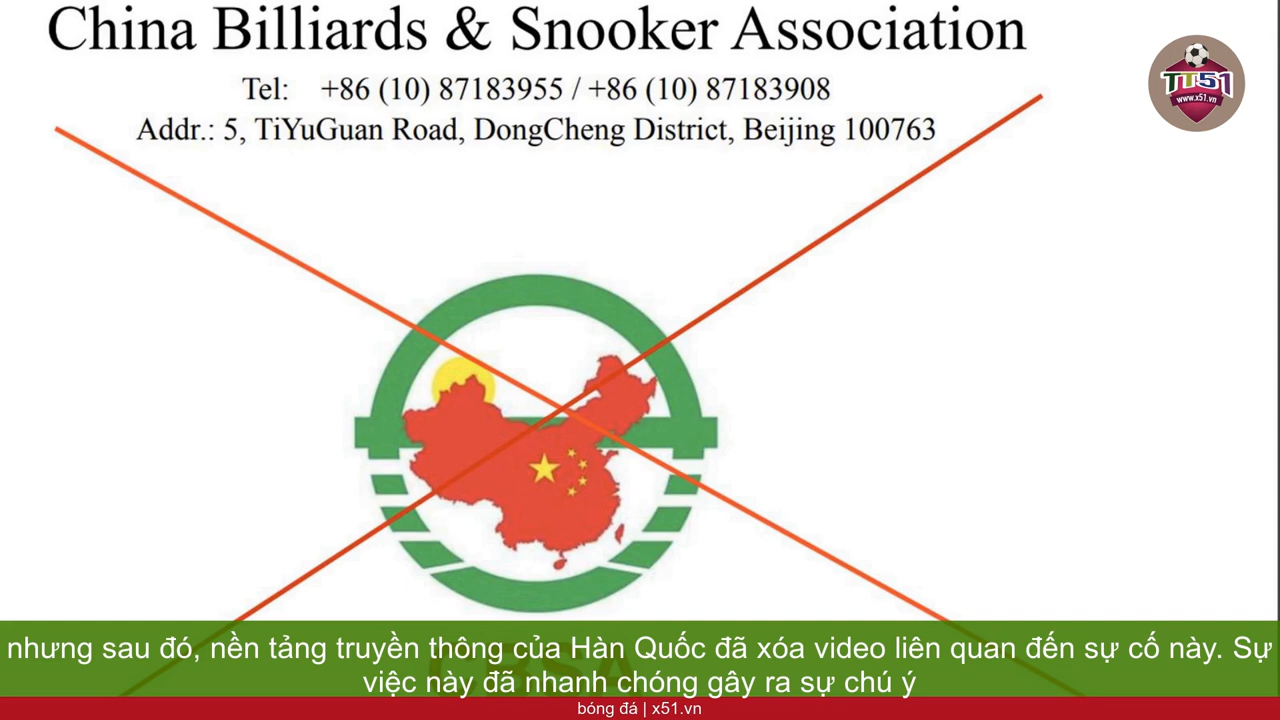 China Billiards & Snooker Association
Tel: +86 (10) 87183955 / +86 (10) 87183908
Addr.: 5, TiYuGuan Road, DongCheng District, Beijing 100763
TT51
www.x51.vn
nhưng sau đó, nền tảng truyền thông của Hàn Quốc đã xóa video liên quan đến sự cố này. Sự
việc này đã nhanh chóng gây ra sự chú ý
bóng đá | x51.vn